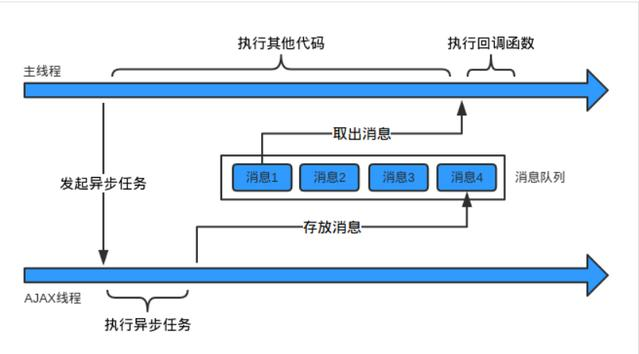 执行其他代码
执行回调函数
主线程
取出消息
发起异步任务
消息1
消息2
消息3
消息4
消息队列
存放消息
AJAX线程
执行异步任务